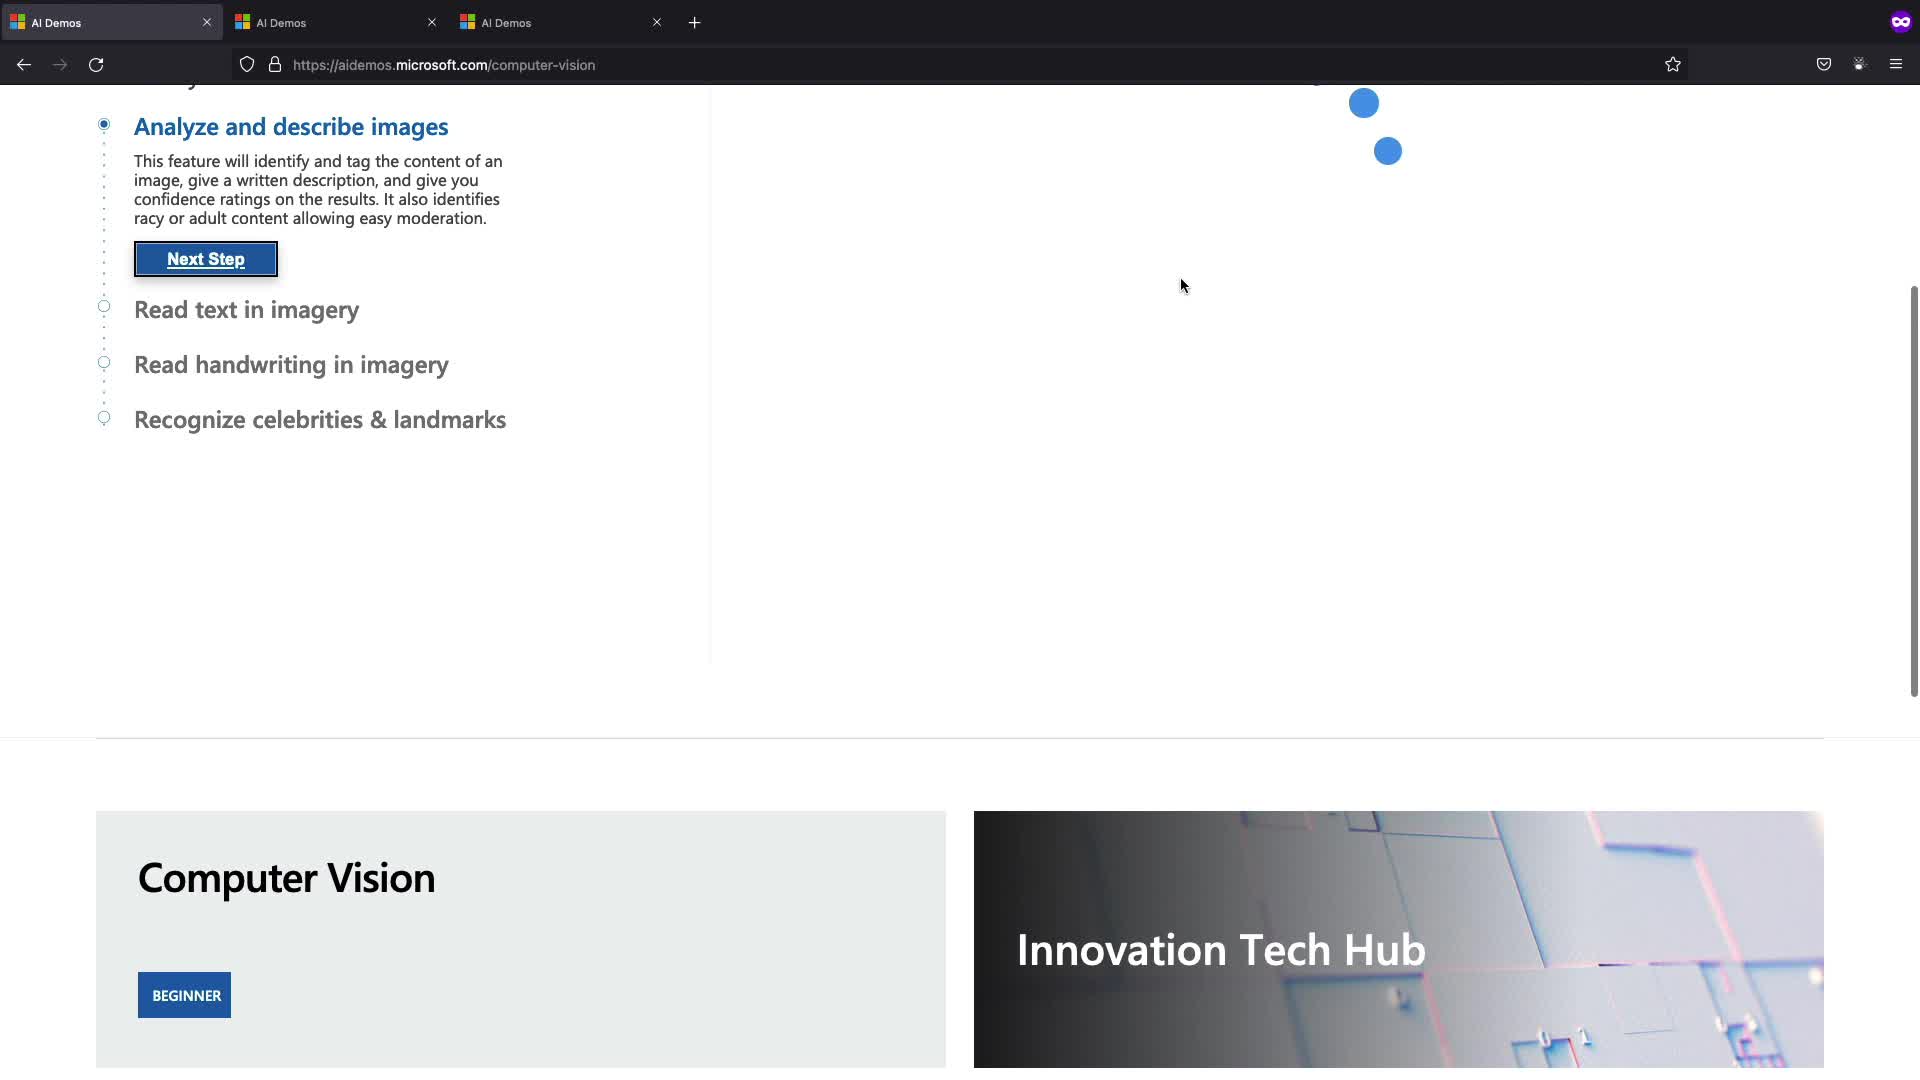 AI Demos
AI Demos
AI Demos
https://aidemos.microsoft.com/computer-vision
Analyze and describe images
This feature will identify and tag the content of an
image, give a written description, and give you
confidence ratings on the results. It also identifies
racy or adult content allowing easy moderation.
Next Step
Read text in imagery
Read handwriting in imagery
Recognize celebrities & landmarks
Computer Vision
BEGINNER
Innovation Tech Hub